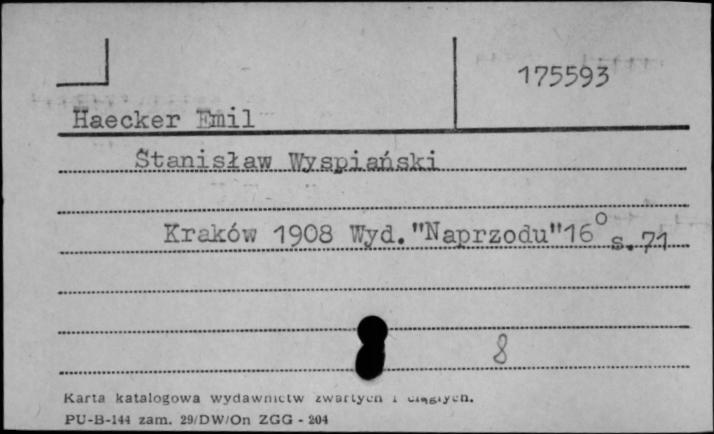 175593
Haecker Emil
Stanisław Wyspiański
Kraków 1908 Wyd."Naprzodu"16° s.71
8
Karta katalogowa wydawnictw zwartych i ciągłych.
PU-B-144 zam. 29/DW/On ZGG - 204